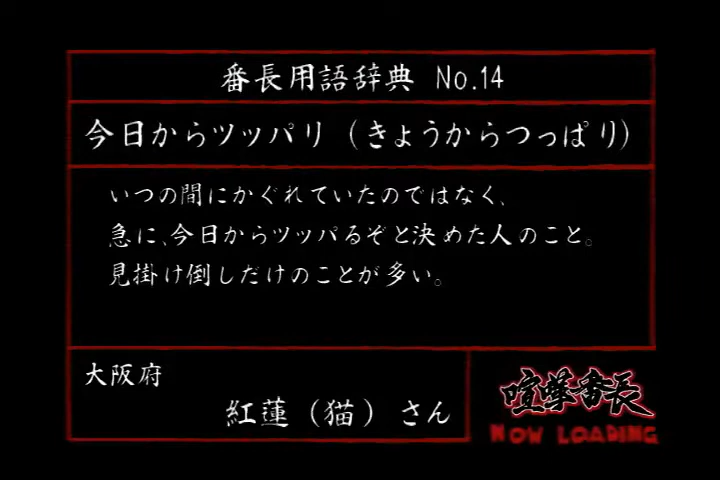 番長用語辞典 No.14
今日からツッパリ（きょうからつっぱり）
いつの間にかぐれていたのではなく、
急に、今日からツッパるぞと決めた人のこと。
見掛け倒しだけのことが多い。
大阪府
紅蓮（猫）さん
喧嘩番長
NOW LOADING